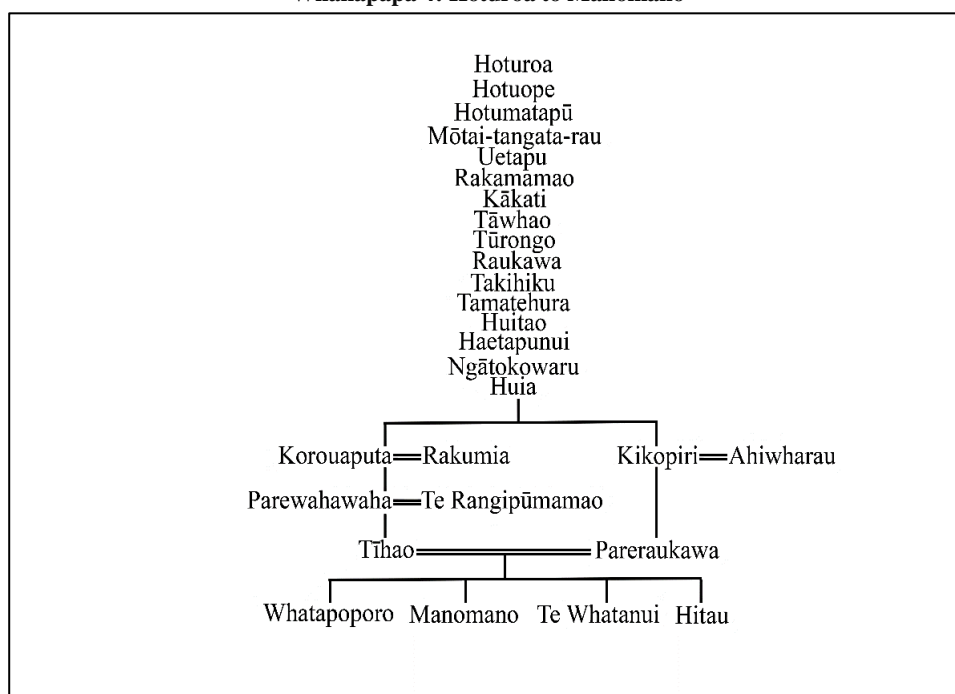 Hoturoa
Hotuope
Hotumatapū
Mōtai-tangata-rau
Uetapu
Rakamamao
Kākati
Tāwhao
Tūrongo
Raukawa
Takihiku
Tamatehura
Huitao
Haetapunui
Ngātokowaru
Huia
Korouaputa Rakumia Kikopiri Ahiwharau
Parewahawaha Te Rangipūmamao
Tīhao Pareraukawa
Whatapoporo Manomano Te Whatanui Hitau